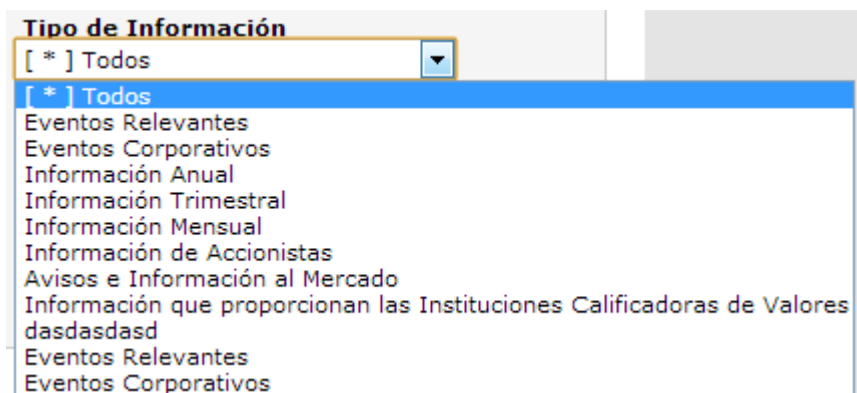 Tipo de Información
[ * ] Todos
[ * ] Todos
Eventos Relevantes
Eventos Corporativos
Información Anual
Información Trimestral
Información Mensual
Información de Accionistas
Avisos e Información al Mercado
Información que proporcionan las Instituciones Calificadoras de Valores
dasdasdasd
Eventos Relevantes
Eventos Corporativos